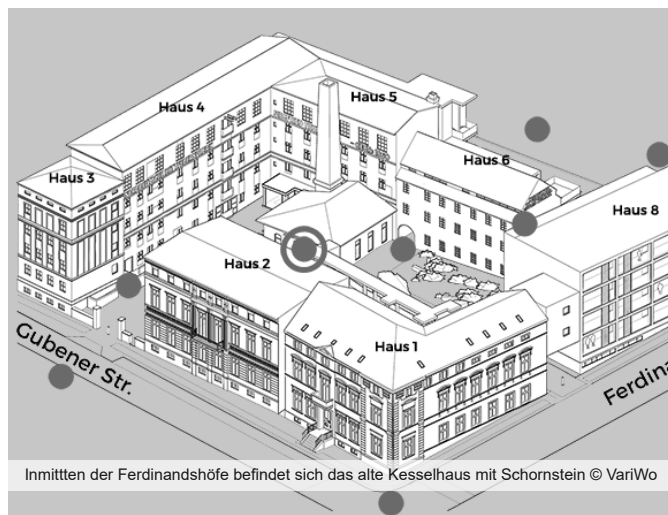 Haus 4
Haus 5
Haus 6
Haus 3
Haus 8
Haus 2
Haus 1
Gubener Str.
Ferdina
Inmittten der Ferdinandshöfe befindet sich das alte Kesselhaus mit Schornstein © VariWo